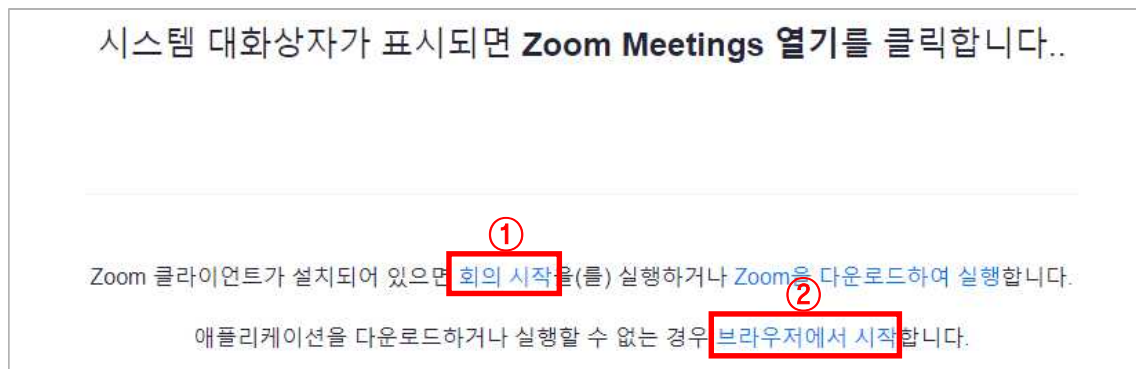 시스템 대화상자가 표시되면 Zoom Meetings 열기를 클릭합니다..
①
Zoom 클라이언트가 설치되어 있으면 회의 시작을(를) 실행하거나 Zoom을 다운로드하여 실행합니다.
②
애플리케이션을 다운로드하거나 실행할 수 없는 경우 브라우저에서 시작합니다.